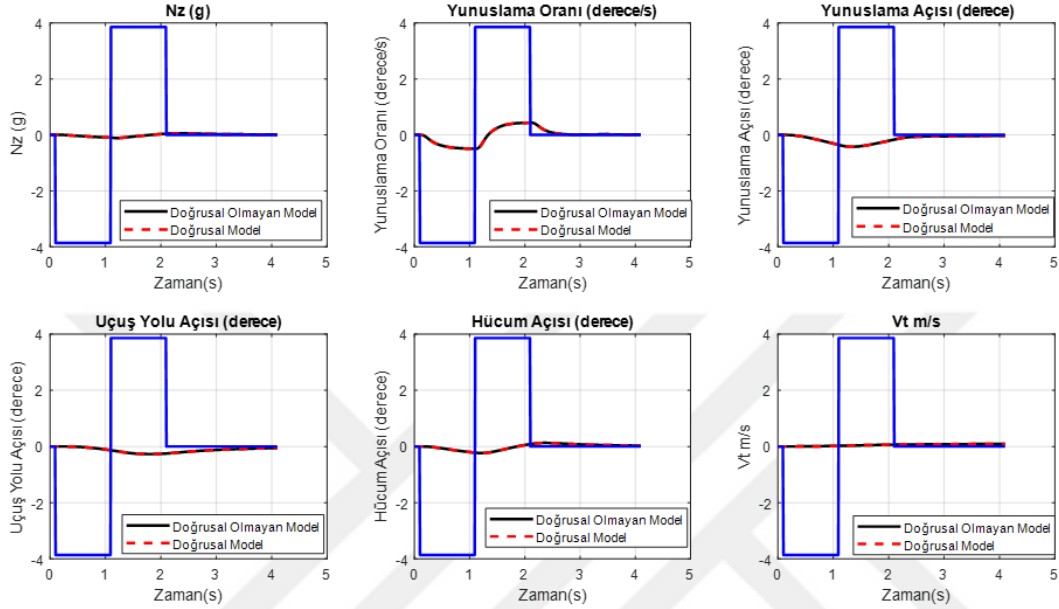 Nz (g)
Nz (g)
4
2
0
-2
-4
Doğrusal Olmayan Model
Doğrusal Model
0 1 2 3 4 5
Zaman(s)
Yunuslama Oranı (derece/s)
Yunuslama Oranı (derece/s)
4
2
0
-2
-4
Doğrusal Olmayan Model
Doğrusal Model
0 1 2 3 4 5
Zaman(s)
Yunuslama Açısı (derece)
Yunuslama Açısı (derece)
4
2
0
-2
-4
Doğrusal Olmayan Model
Doğrusal Model
0 1 2 3 4 5
Zaman(s)
Uçuş Yolu Açısı (derece)
Uçuş Yolu Açısı (derece)
4
2
0
-2
-4
Doğrusal Olmayan Model
Doğrusal Model
0 1 2 3 4 5
Zaman(s)
Hücum Açısı (derece)
Hücum Açısı (derece)
4
2
0
-2
-4
Doğrusal Olmayan Model
Doğrusal Model
0 1 2 3 4 5
Zaman(s)
Vt m/s
Vt m/s
4
2
0
-2
-4
Doğrusal Olmayan Model
Doğrusal Model
0 1 2 3 4 5
Zaman(s)